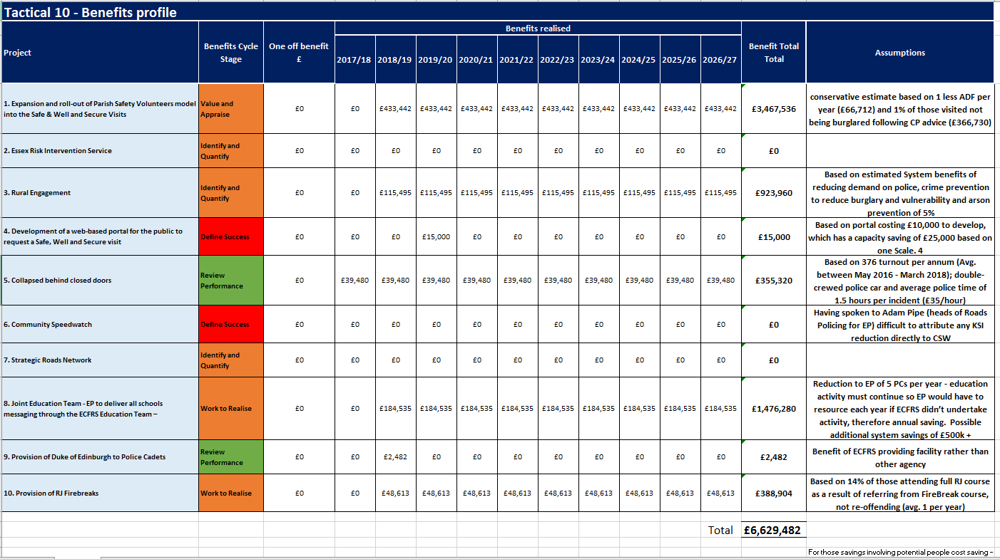 Tactical 10 - Benefits profile
Project
Benefits Cycle
Stage
One off benefit
£
Benefits realised
2017/18 2018/19 2019/20 2020/21 2021/22 2022/23 2023/24 2024/25 2025/26 2026/27
Benefit Total
Total
Assumptions
1. Expansion and roll-out of Parish Safety Volunteers model
into the Safe & Well and Secure Visits
Value and
Appraise
£0 £0 £433,442 £433,442 £433,442 £433,442 £433,442 £433,442 £433,442 £433,442 £433,442 £3,467,536
conservative estimate based on 1 less ADF per
year (£66,712) and 1% of those visited not
being burglared following CP advice (£366,730)
2. Essex Risk Intervention Service
Identify and
Quantify
£0 £0 £0 £0 £0 £0 £0 £0 £0 £0 £0 £0
3. Rural Engagement
Identify and
Quantify
£0 £0 £115,495 £115,495 £115,495 £115,495 £115,495 £115,495 £115,495 £115,495 £115,495 £923,960
Based on estimated System benefits of
reducing demand on police, crime prevention
to reduce burglary and vulnerability and arson
prevention of 5%
4. Development of a web-based portal for the public to
request a Safe, Well and Secure visit
Define Success
£0 £0 £0 £15,000 £0 £0 £0 £0 £0 £0 £0 £15,000
Based on portal costing £10,000 to develop,
which has a capacity saving of £25,000 based on
one Scale. 4
5. Collapsed behind closed doors
Review
Performance
£0 £39,480 £39,480 £39,480 £39,480 £39,480 £39,480 £39,480 £39,480 £39,480 £39,480 £355,320
Based on 376 turnout per annum (Avg.
between May 2016 - March 2018); double-
crewed police car and average police time of
1.5 hours per incident (£35/hour)
6. Community Speedwatch
Define Success
£0 £0 £0 £0 £0 £0 £0 £0 £0 £0 £0 £0
Having spoken to Adam Pipe (heads of Roads
Policing for EP) difficult to attribute any KSI
reduction directly to CSW
7. Strategic Roads Network
Identify and
Quantify
£0 £0 £0 £0 £0 £0 £0 £0 £0 £0 £0 £0
8. Joint Education Team - EP to deliver all schools
messaging through the ECFRS Education Team –
Work to Realise
£0 £0 £184,535 £184,535 £184,535 £184,535 £184,535 £184,535 £184,535 £184,535 £184,535 £1,476,280
Reduction to EP of 5 PCs per year - education
activity must continue so EP would have to
resource each year if ECFRS didn't undertake
activity, therefore annual saving. Possible
additional system savings of £500k +
9. Provision of Duke of Edinburgh to Police Cadets
Review
Performance
£0 £0 £2,482 £0 £0 £0 £0 £0 £0 £0 £0 £2,482
Benefit of ECFRS providing facility rather than
other agency
10. Provision of RJ Firebreaks
Work to Realise
£0 £0 £48,613 £48,613 £48,613 £48,613 £48,613 £48,613 £48,613 £48,613 £48,613 £388,904
Based on 14% of those attending full RJ course
as a result of referring from FireBreak course,
not re-offending (avg. 1 per year)
Total £6,629,482
For those savings involving potential people cost saving –